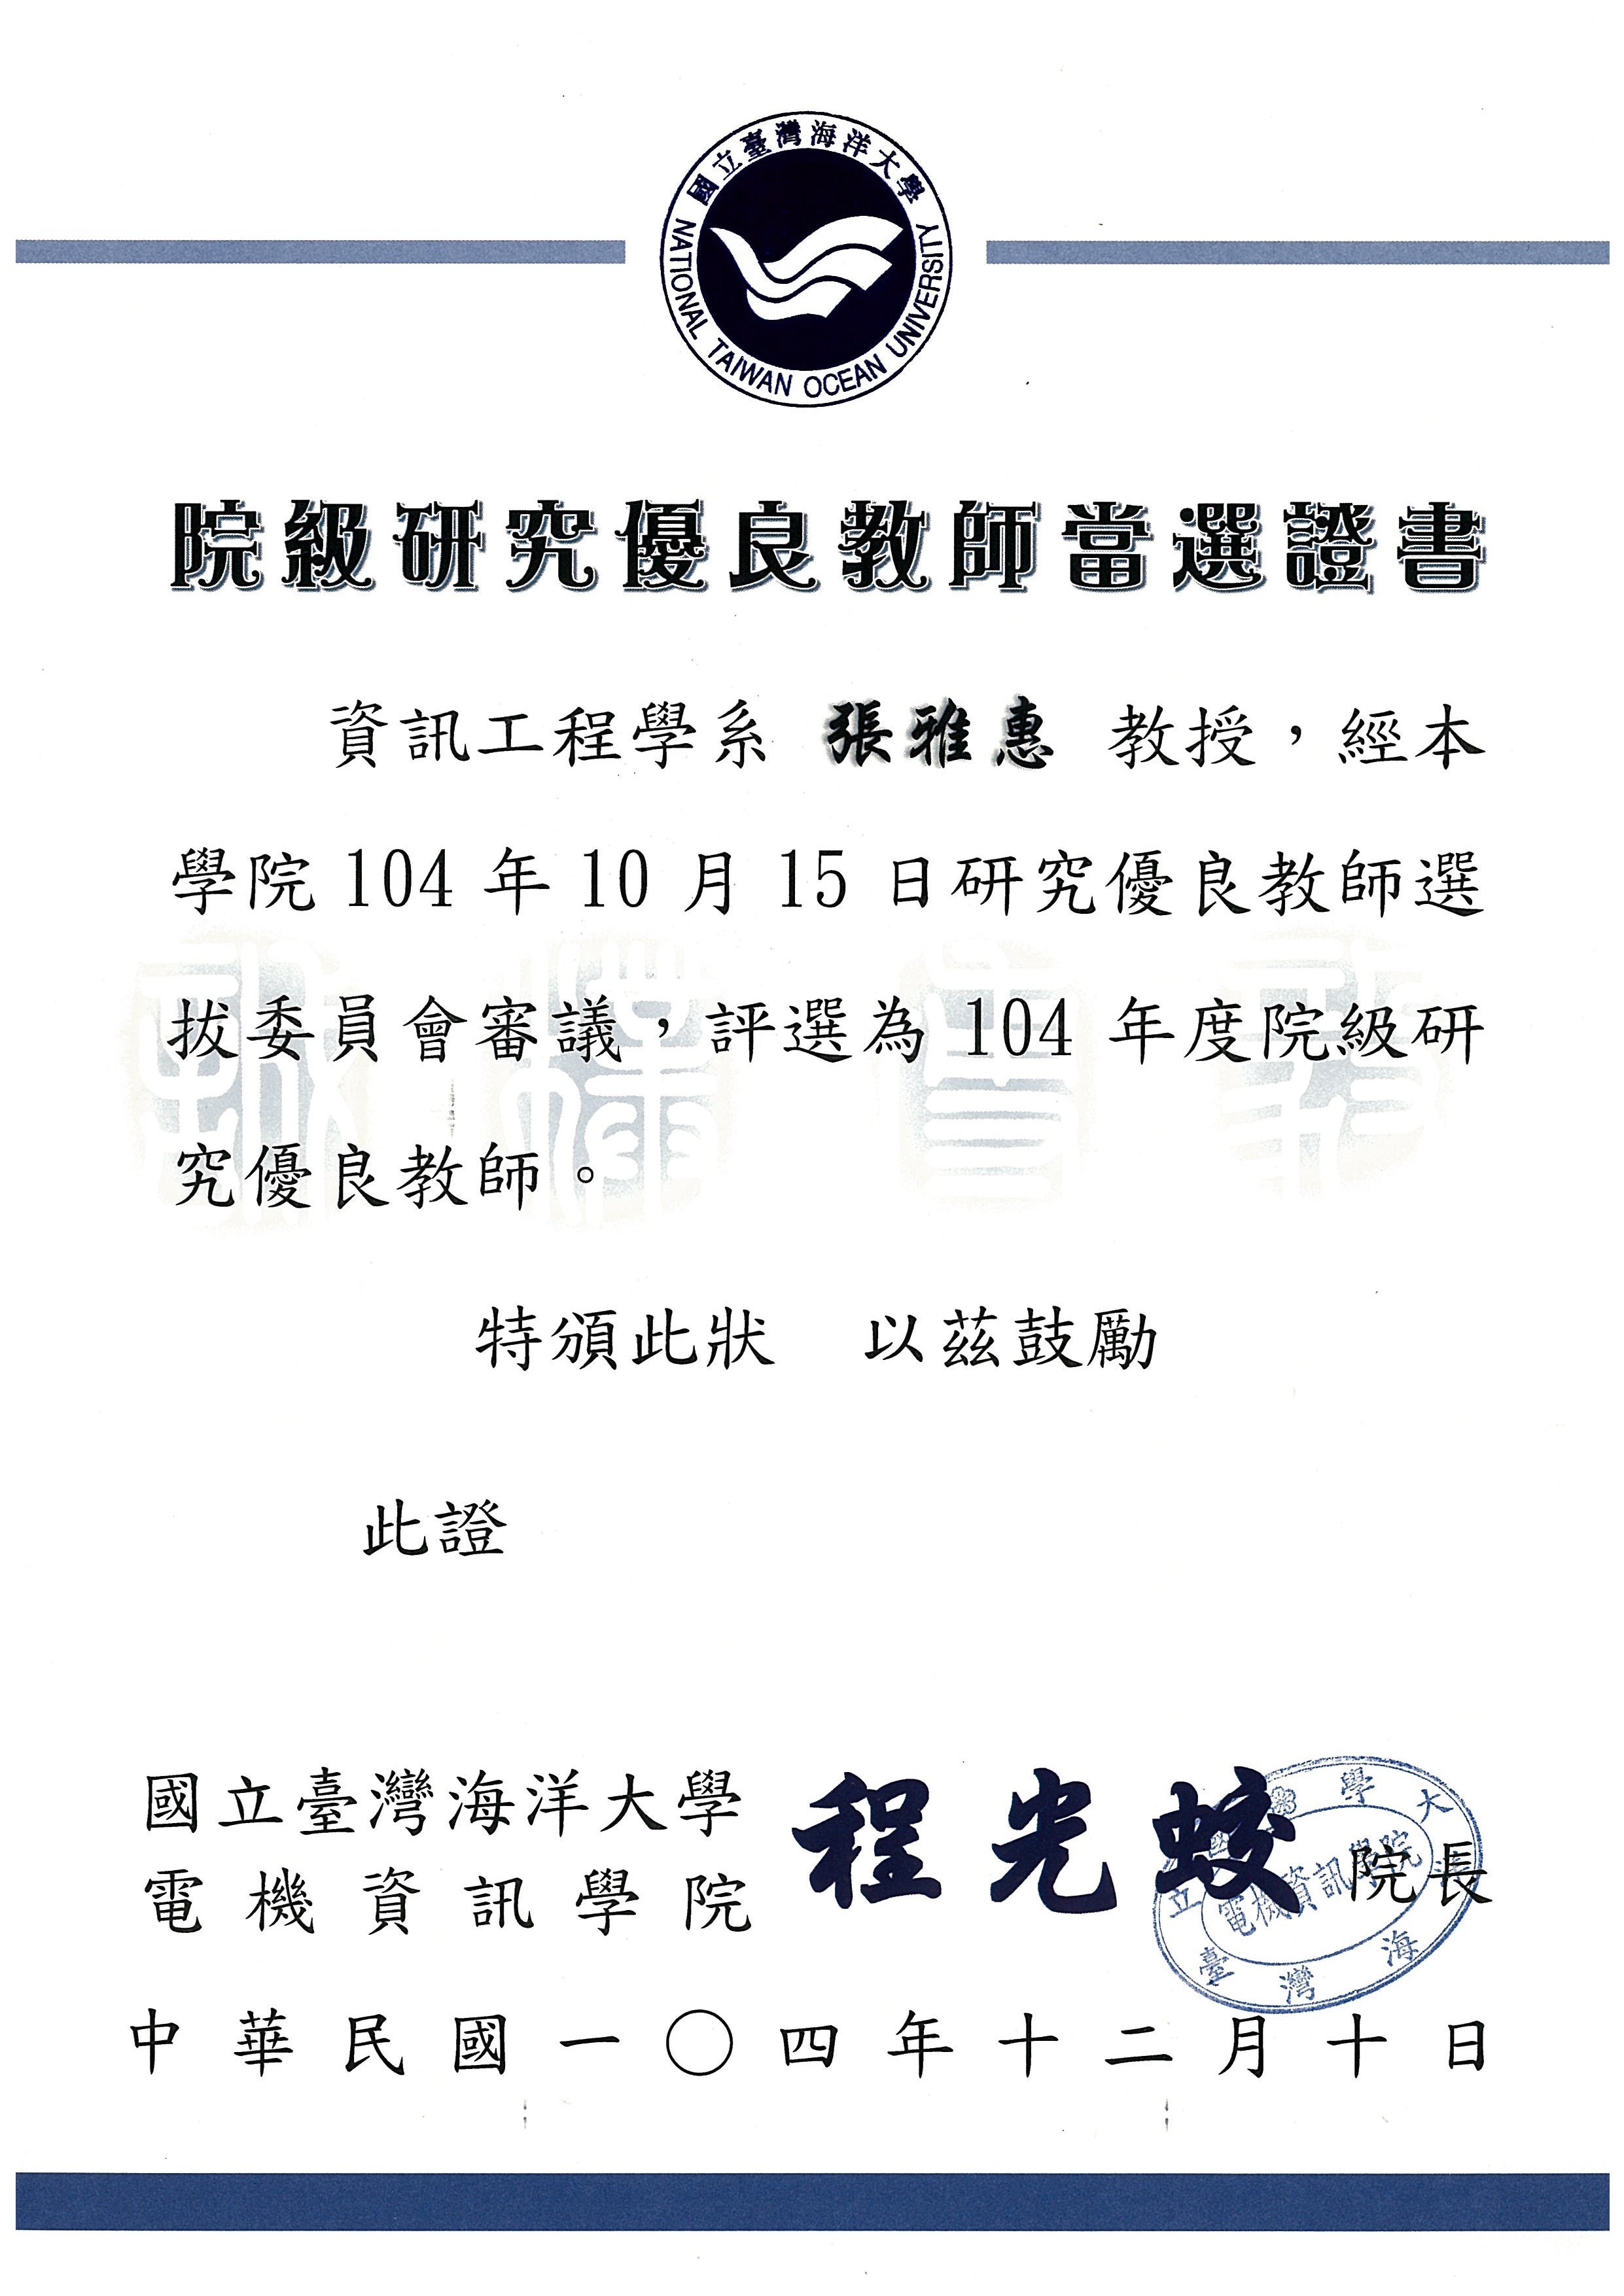 國立臺灣海洋大學
NATIONAL TAIWAN OCEAN UNIVERSITY
院級研究優良教師當選證書
資訊工程學系 張雅惠 教授，經本
學院 104 年 10 月 15 日研究優良教師選
拔委員會審議，評選為 104 年度院級研
究優良教師。
特頒此狀 以茲鼓勵
此證
國立臺灣海洋大學
電機資訊學院 程光蛟 院長
立臺灣海 大學
電機資訊學院
中華民國一〇四年十二月十日